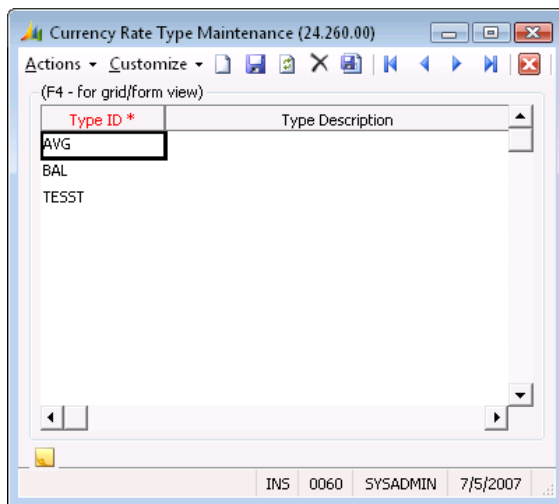 Currency Rate Type Maintenance (24.260.00)
Actions Customize
(F4 - for grid/form view)
Type ID * Type Description
AVG
BAL
TESST
INS 0060 SYSADMIN 7/5/2007